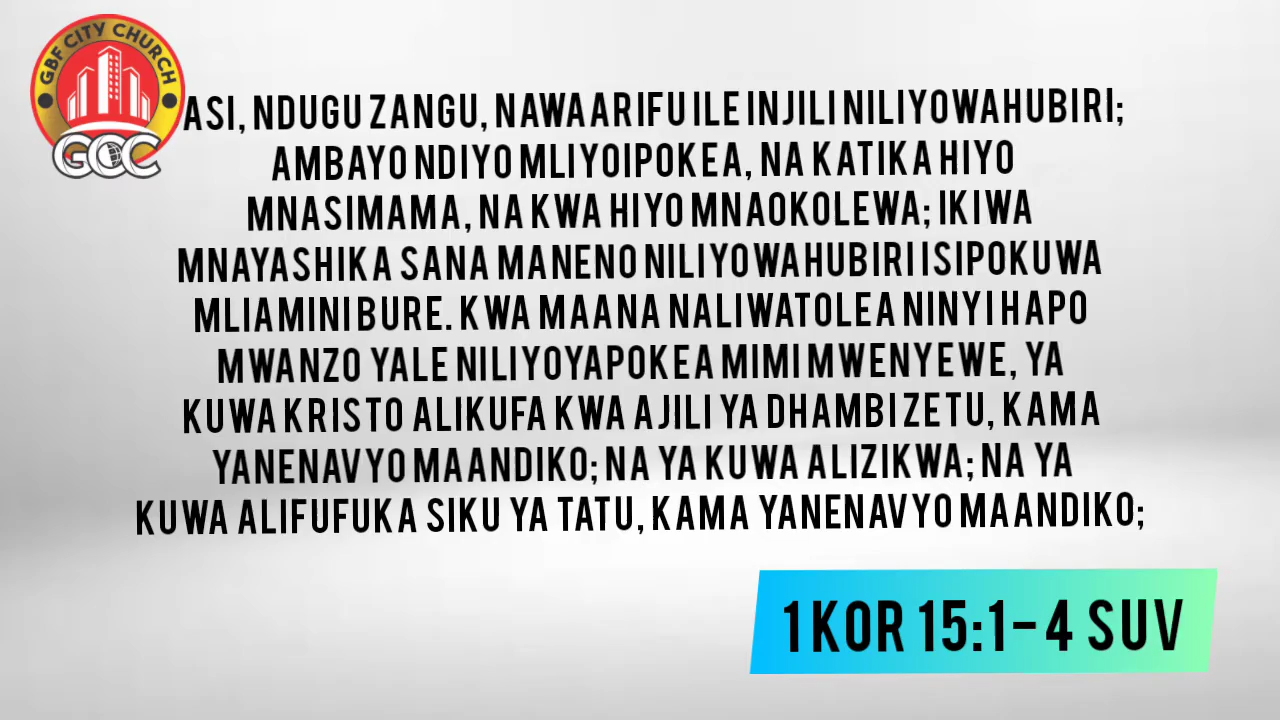 GBF CITY CHURCH
GCC
ASI, NDUGU ZANGU, NAWAARIFU ILE INJILI NILIYOWAHUBIRI;
AMBAYO NDIYO MLIYOIPOKEA, NA KATIKA HIYO
MNASIMAMA, NA KWA HIYO MNAOKOLEWA; IKIWA
MNAYASHIKA SANA MANENO NILIYOWAHUBIRI ISIPOKUWA
MLIAMINI BURE. KWA MAANA NALIWATOLEA NINYI HAPO
MWANZO YALE NILIYOYAPOKEA MIMI MWENYEWE, YA
KUWA KRISTO ALIKUFA KWA AJILI YA DHAMBI ZETU, KAMA
YANENAVYO MAANDIKO; NA YA KUWA ALIZIKWA; NA YA
KUWA ALIFUFUKA SIKU YA TATU, KAMA YANENAVYO MAANDIKO;
1 KOR 15:1-4 SUV